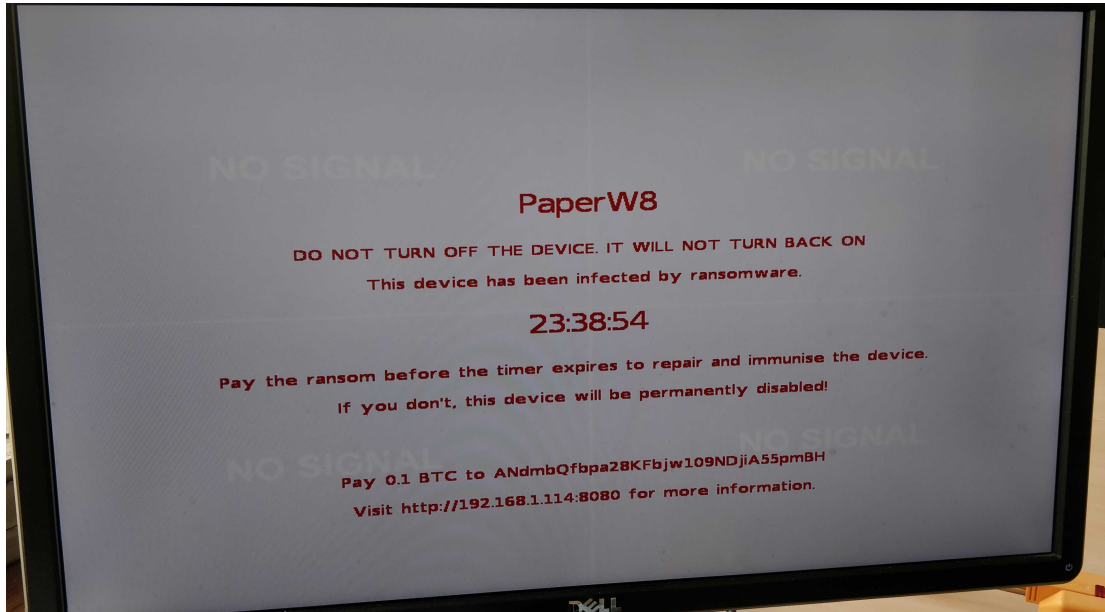 NO SIGNAL
NO SIGNAL
PaperW8
DO NOT TURN OFF THE DEVICE. IT WILL NOT TURN BACK ON
This device has been infected by ransomware.
23:38:54
Pay the ransom before the timer expires to repair and immunise the device.
If you don't, this device will be permanently disabled!
NO SIGNAL
NO SIGNAL
Pay 0.1 BTC to ANdmbQfbpa28KFbjw109NDjiA55pmBH
Visit http://192.168.1.114:8080 for more information.
DELL